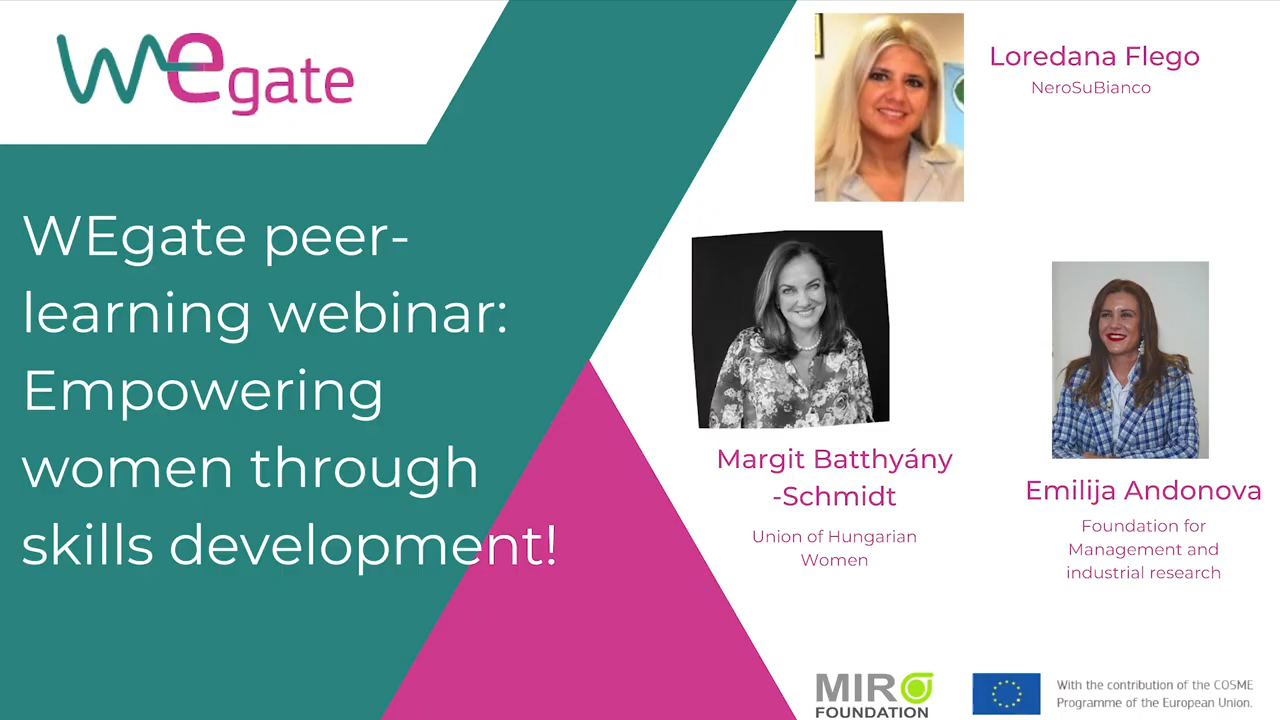 WEgate
WEgate peer-
learning webinar:
Empowering
women through
skills development!
Loredana Flego
NeroSuBianco
Margit Batthyány
-Schmidt
Union of Hungarian
Women
Emilija Andonova
Foundation for
Management and
industrial research
MIRO
FOUNDATION
With the contribution of the COSME
Programme of the European Union.